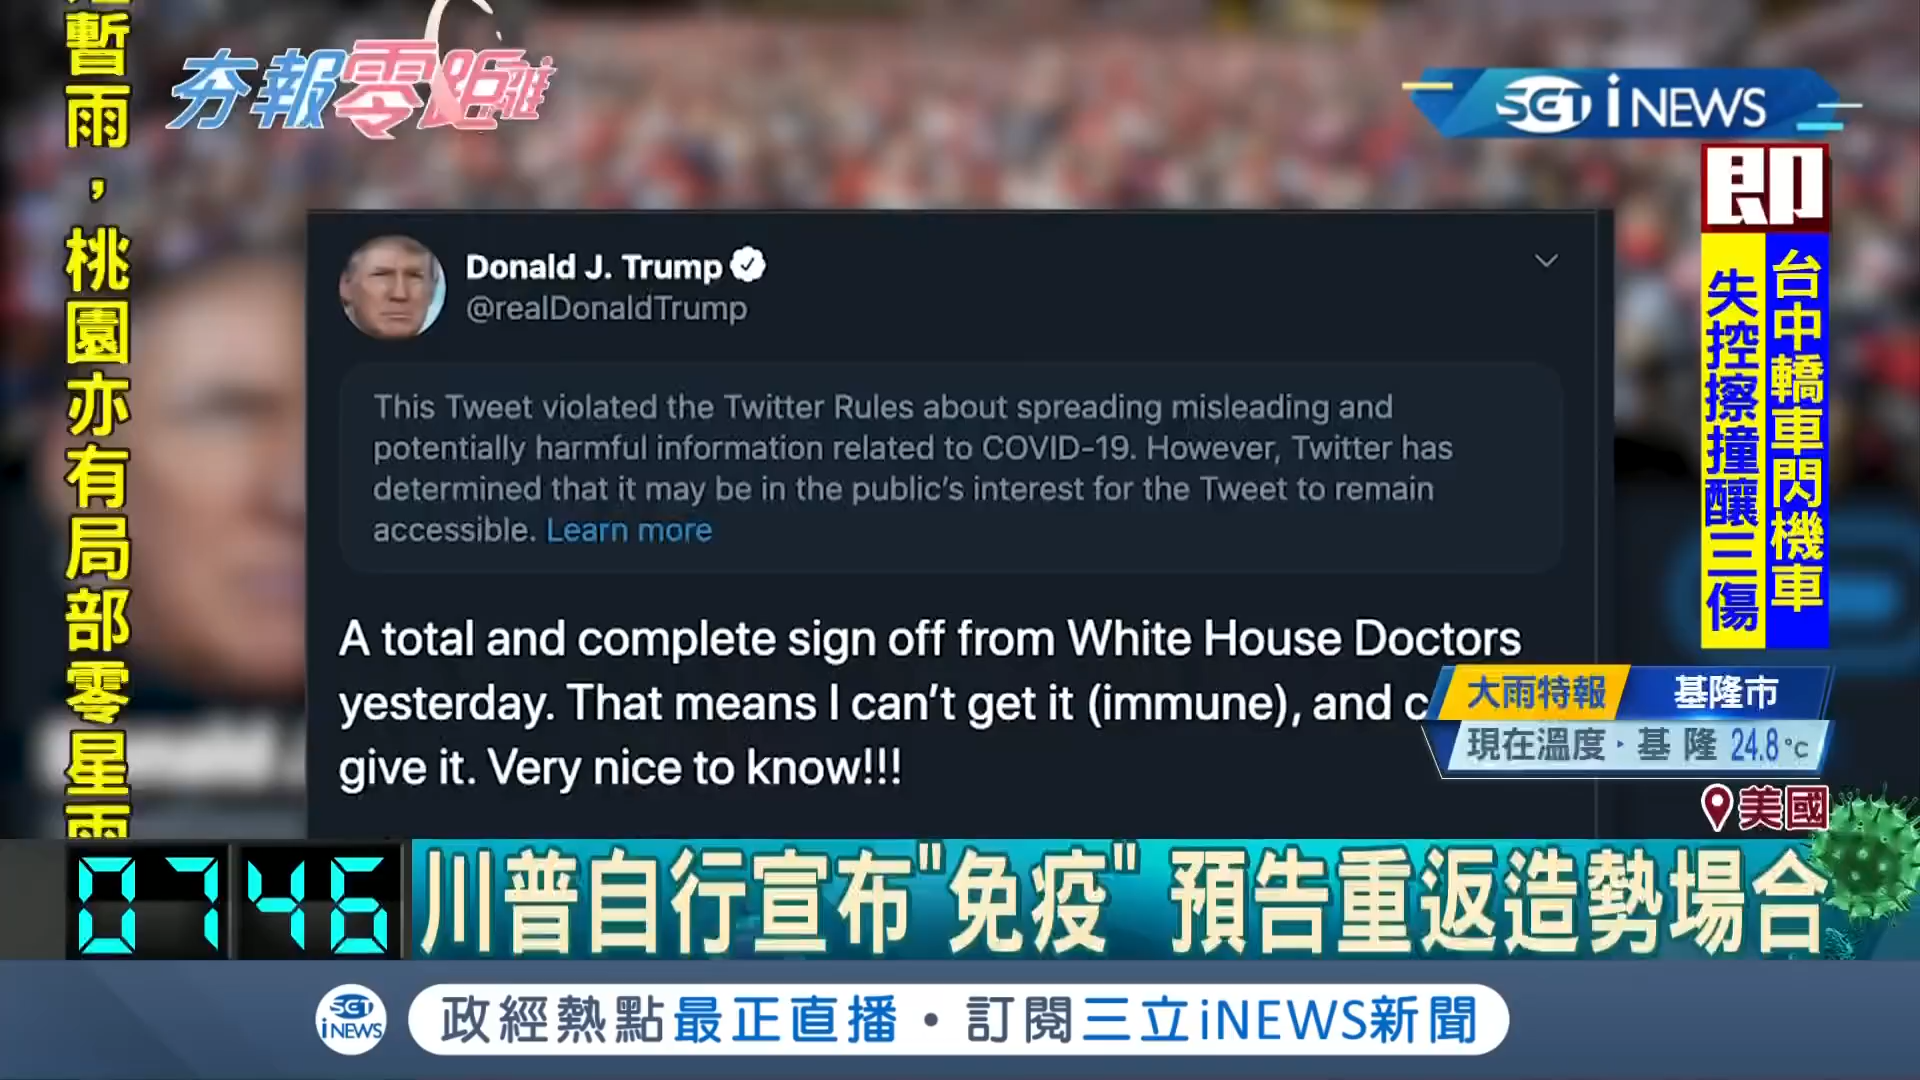 暫雨，桃園亦有局部零星雨
夯報零距離
SET iNEWS
即
台中轎車閃機車
失控擦撞釀三傷
Donald J. Trump
@realDonaldTrump
This Tweet violated the Twitter Rules about spreading misleading and
potentially harmful information related to COVID-19. However, Twitter has
determined that it may be in the public's interest for the Tweet to remain
accessible. Learn more
A total and complete sign off from White House Doctors
yesterday. That means I can't get it (immune), and c
give it. Very nice to know!!!
大雨特報 基隆市
現在溫度·基隆 24.8°C
美國
0746
川普自行宣布"免疫" 預告重返造勢場合
SET iNEWS
政經熱點最正直播·訂閱三立iNEWS新聞